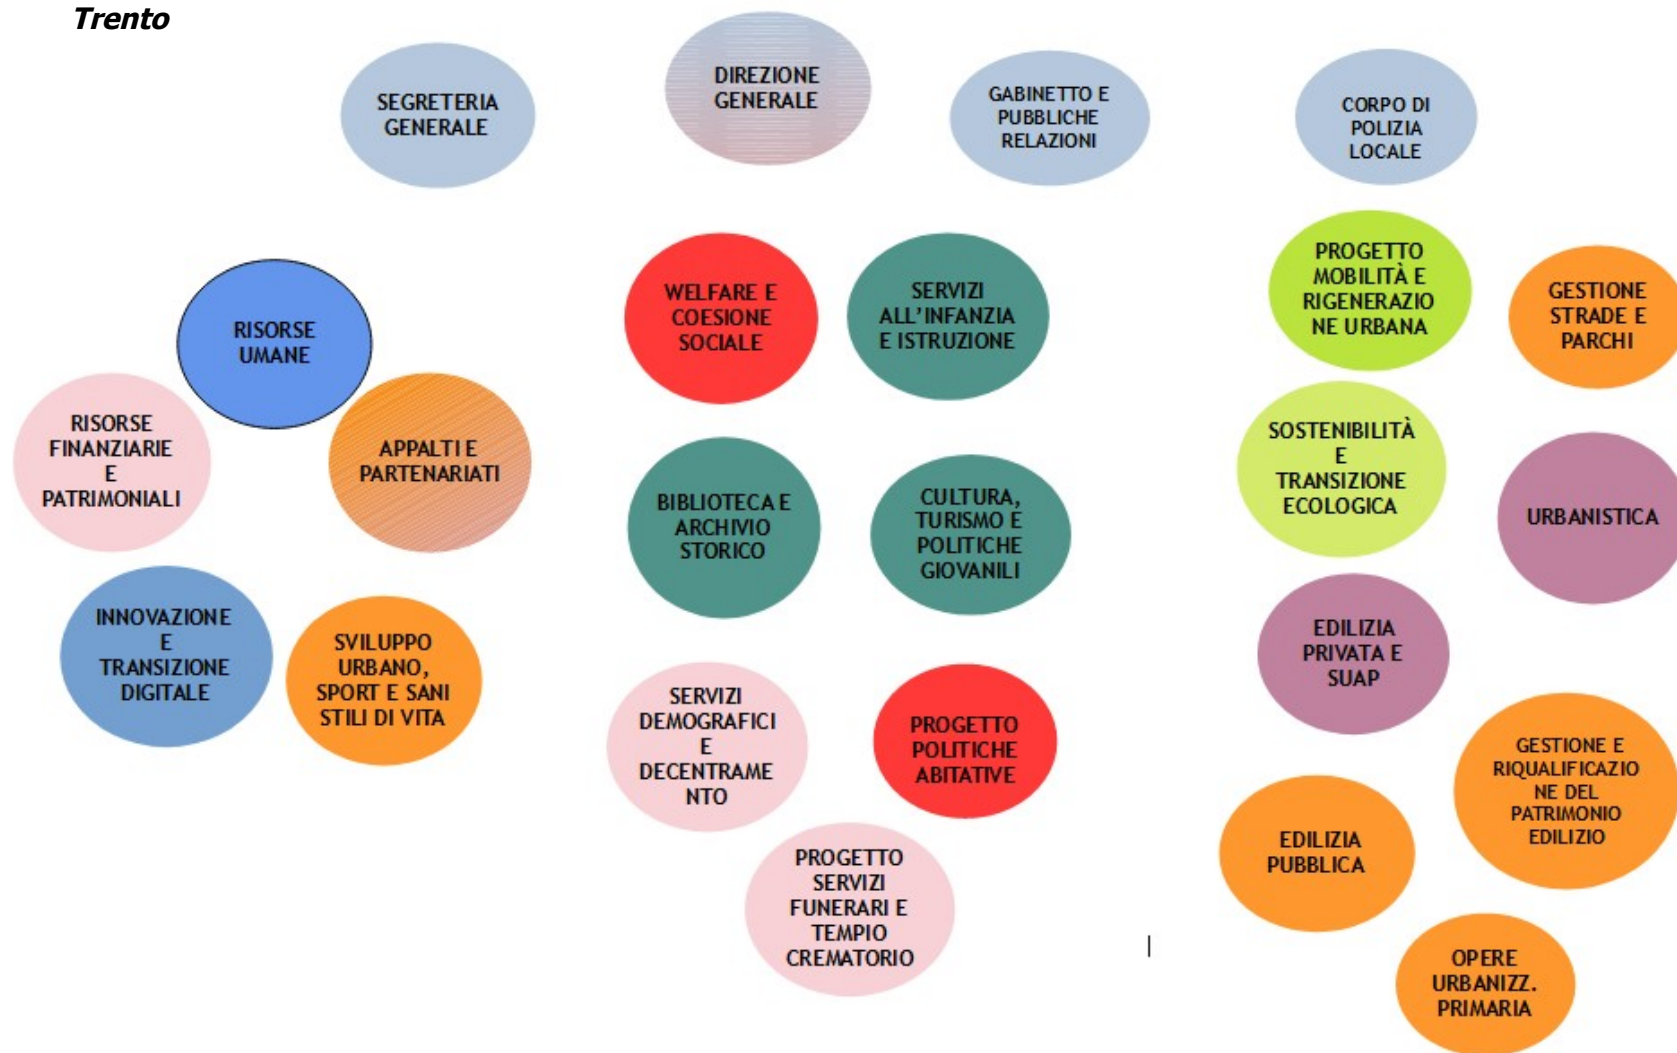 Trento
SEGRETERIA
GENERALE
DIREZIONE
GENERALE
GABINETTO E
PUBBLICHE
RELAZIONI
CORPO DI
POLIZIA
LOCALE
RISORSE
UMANE
RISORSE
FINANZIARIE
E
PATRIMONIALI
APPALTI E
PARTENARIATI
INNOVAZIONE
E
TRANSIZIONE
DIGITALE
SVILUPPO
URBANO,
SPORT E SANI
STILI DI VITA
WELFARE E
COESIONE
SOCIALE
SERVIZI
ALL'INFANZIA
E ISTRUZIONE
BIBLIOTECA E
ARCHIVIO
STORICO
CULTURA,
TURISMO E
POLITICHE
GIOVANILI
SERVIZI
DEMOGRAFICI
E
DECENTRAME
NTO
PROGETTO
POLITICHE
ABITATIVE
PROGETTO
SERVIZI
FUNERARI E
TEMPIO
CREMATORIO
PROGETTO
MOBILITÀ E
RIGENERAZIO
NE URBANA
GESTIONE
STRADE E
PARCHI
SOSTENIBILITÀ
E
TRANSIZIONE
ECOLOGICA
URBANISTICA
EDILIZIA
PRIVATA E
SUAP
GESTIONE E
RIQUALIFICAZIO
NE DEL
PATRIMONIO
EDILIZIO
EDILIZIA
PUBBLICA
OPERE
URBANIZZ.
PRIMARIA